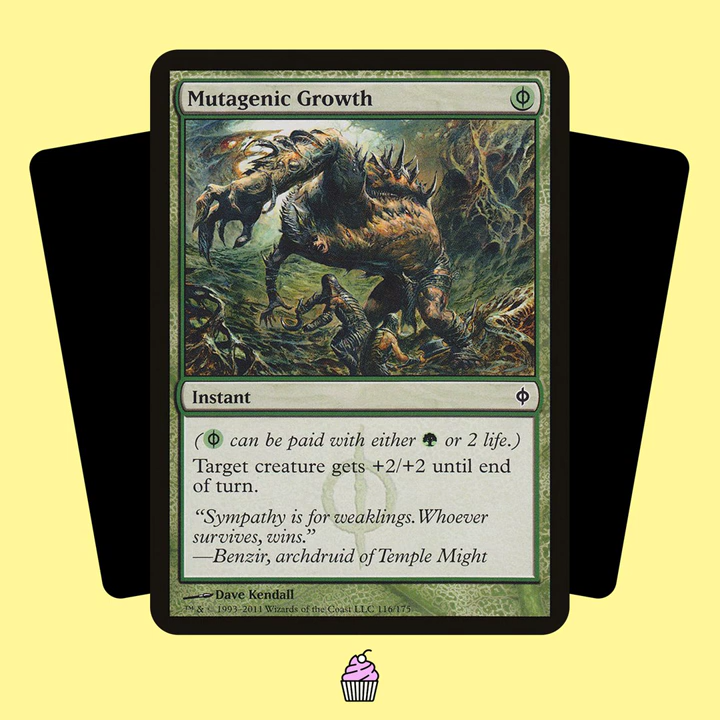 Mutagenic Growth
Instant
( can be paid with either or 2 life.)
Target creature gets +2/+2 until end
of turn.
“Sympathy is for weaklings. Whoever
survives, wins.”
—Benzir, archdruid of Temple Might
Dave Kendall
™ & © 1993–2011 Wizards of the Coast LLC 116/175